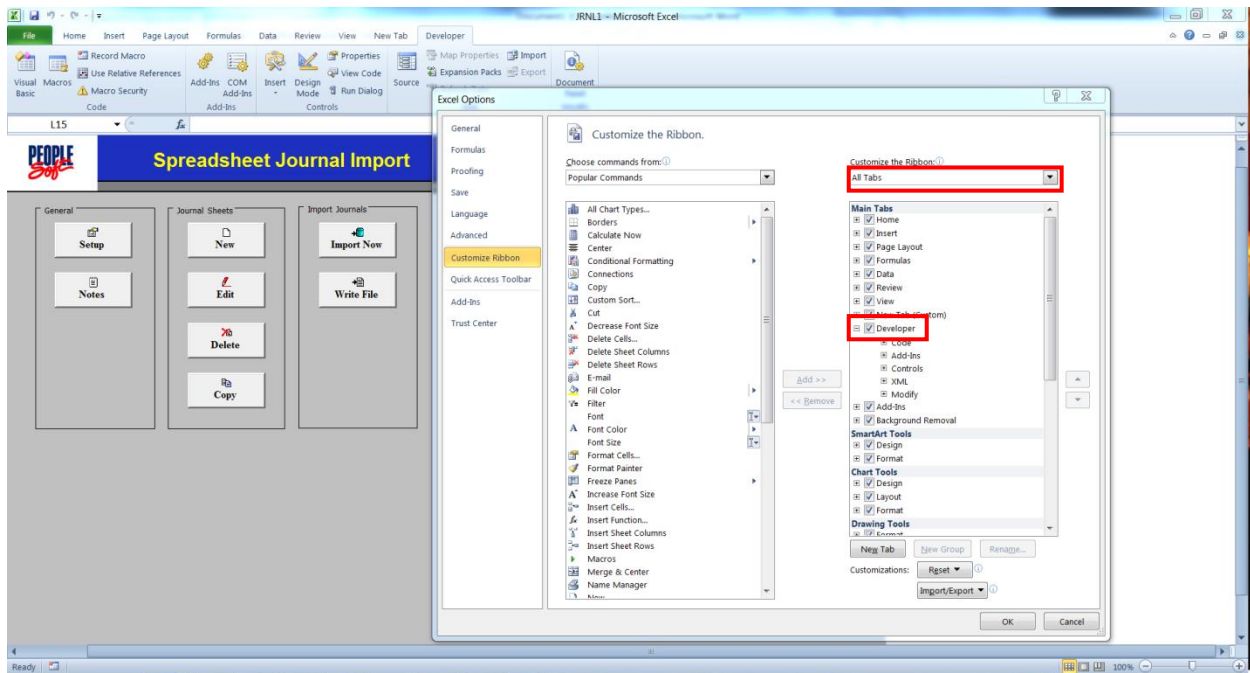 JRNL1 - Microsoft Excel
File Home Insert Page Layout Formulas Data Review View New Tab Developer
Visual Basic
Macros
Record Macro
Use Relative References
Macro Security
Code
Add-Ins
COM Add-Ins
Add-Ins
Insert
Design Mode
Properties
View Code
Run Dialog
Controls
Source
Map Properties
Expansion Packs
Import
Export
Document
L15
fx
PEOPLE
Soft
Spreadsheet Journal Import
General
Setup
Notes
Journal Sheets
New
Edit
Delete
Copy
Import Journals
Import Now
Write File
Excel Options
General
Formulas
Proofing
Save
Language
Advanced
Customize Ribbon
Quick Access Toolbar
Add-Ins
Trust Center
Customize the Ribbon.
Choose commands from:
Popular Commands
All Chart Types...
Borders
Calculate Now
Center
Conditional Formatting
Connections
Copy
Custom Sort...
Cut
Decrease Font Size
Delete Cells...
Delete Sheet Columns
Delete Sheet Rows
E-mail
Fill Color
Filter
Font
Font Color
Font Size
Format Cells...
Format Painter
Freeze Panes
Increase Font Size
Insert Cells...
Insert Function...
Insert Sheet Columns
Insert Sheet Rows
Macros
Merge & Center
Name Manager
New
Add >>
<< Remove
Customize the Ribbon:
All Tabs
Main Tabs
Home
Insert
Page Layout
Formulas
Data
Review
View
New Tab (Custom)
Developer
Code
Add-Ins
Controls
XML
Modify
Add-Ins
Background Removal
SmartArt Tools
Design
Format
Chart Tools
Design
Layout
Format
Drawing Tools
Format
New Tab New Group Rename...
Customizations: Reset
Import/Export
OK Cancel
Ready
100%